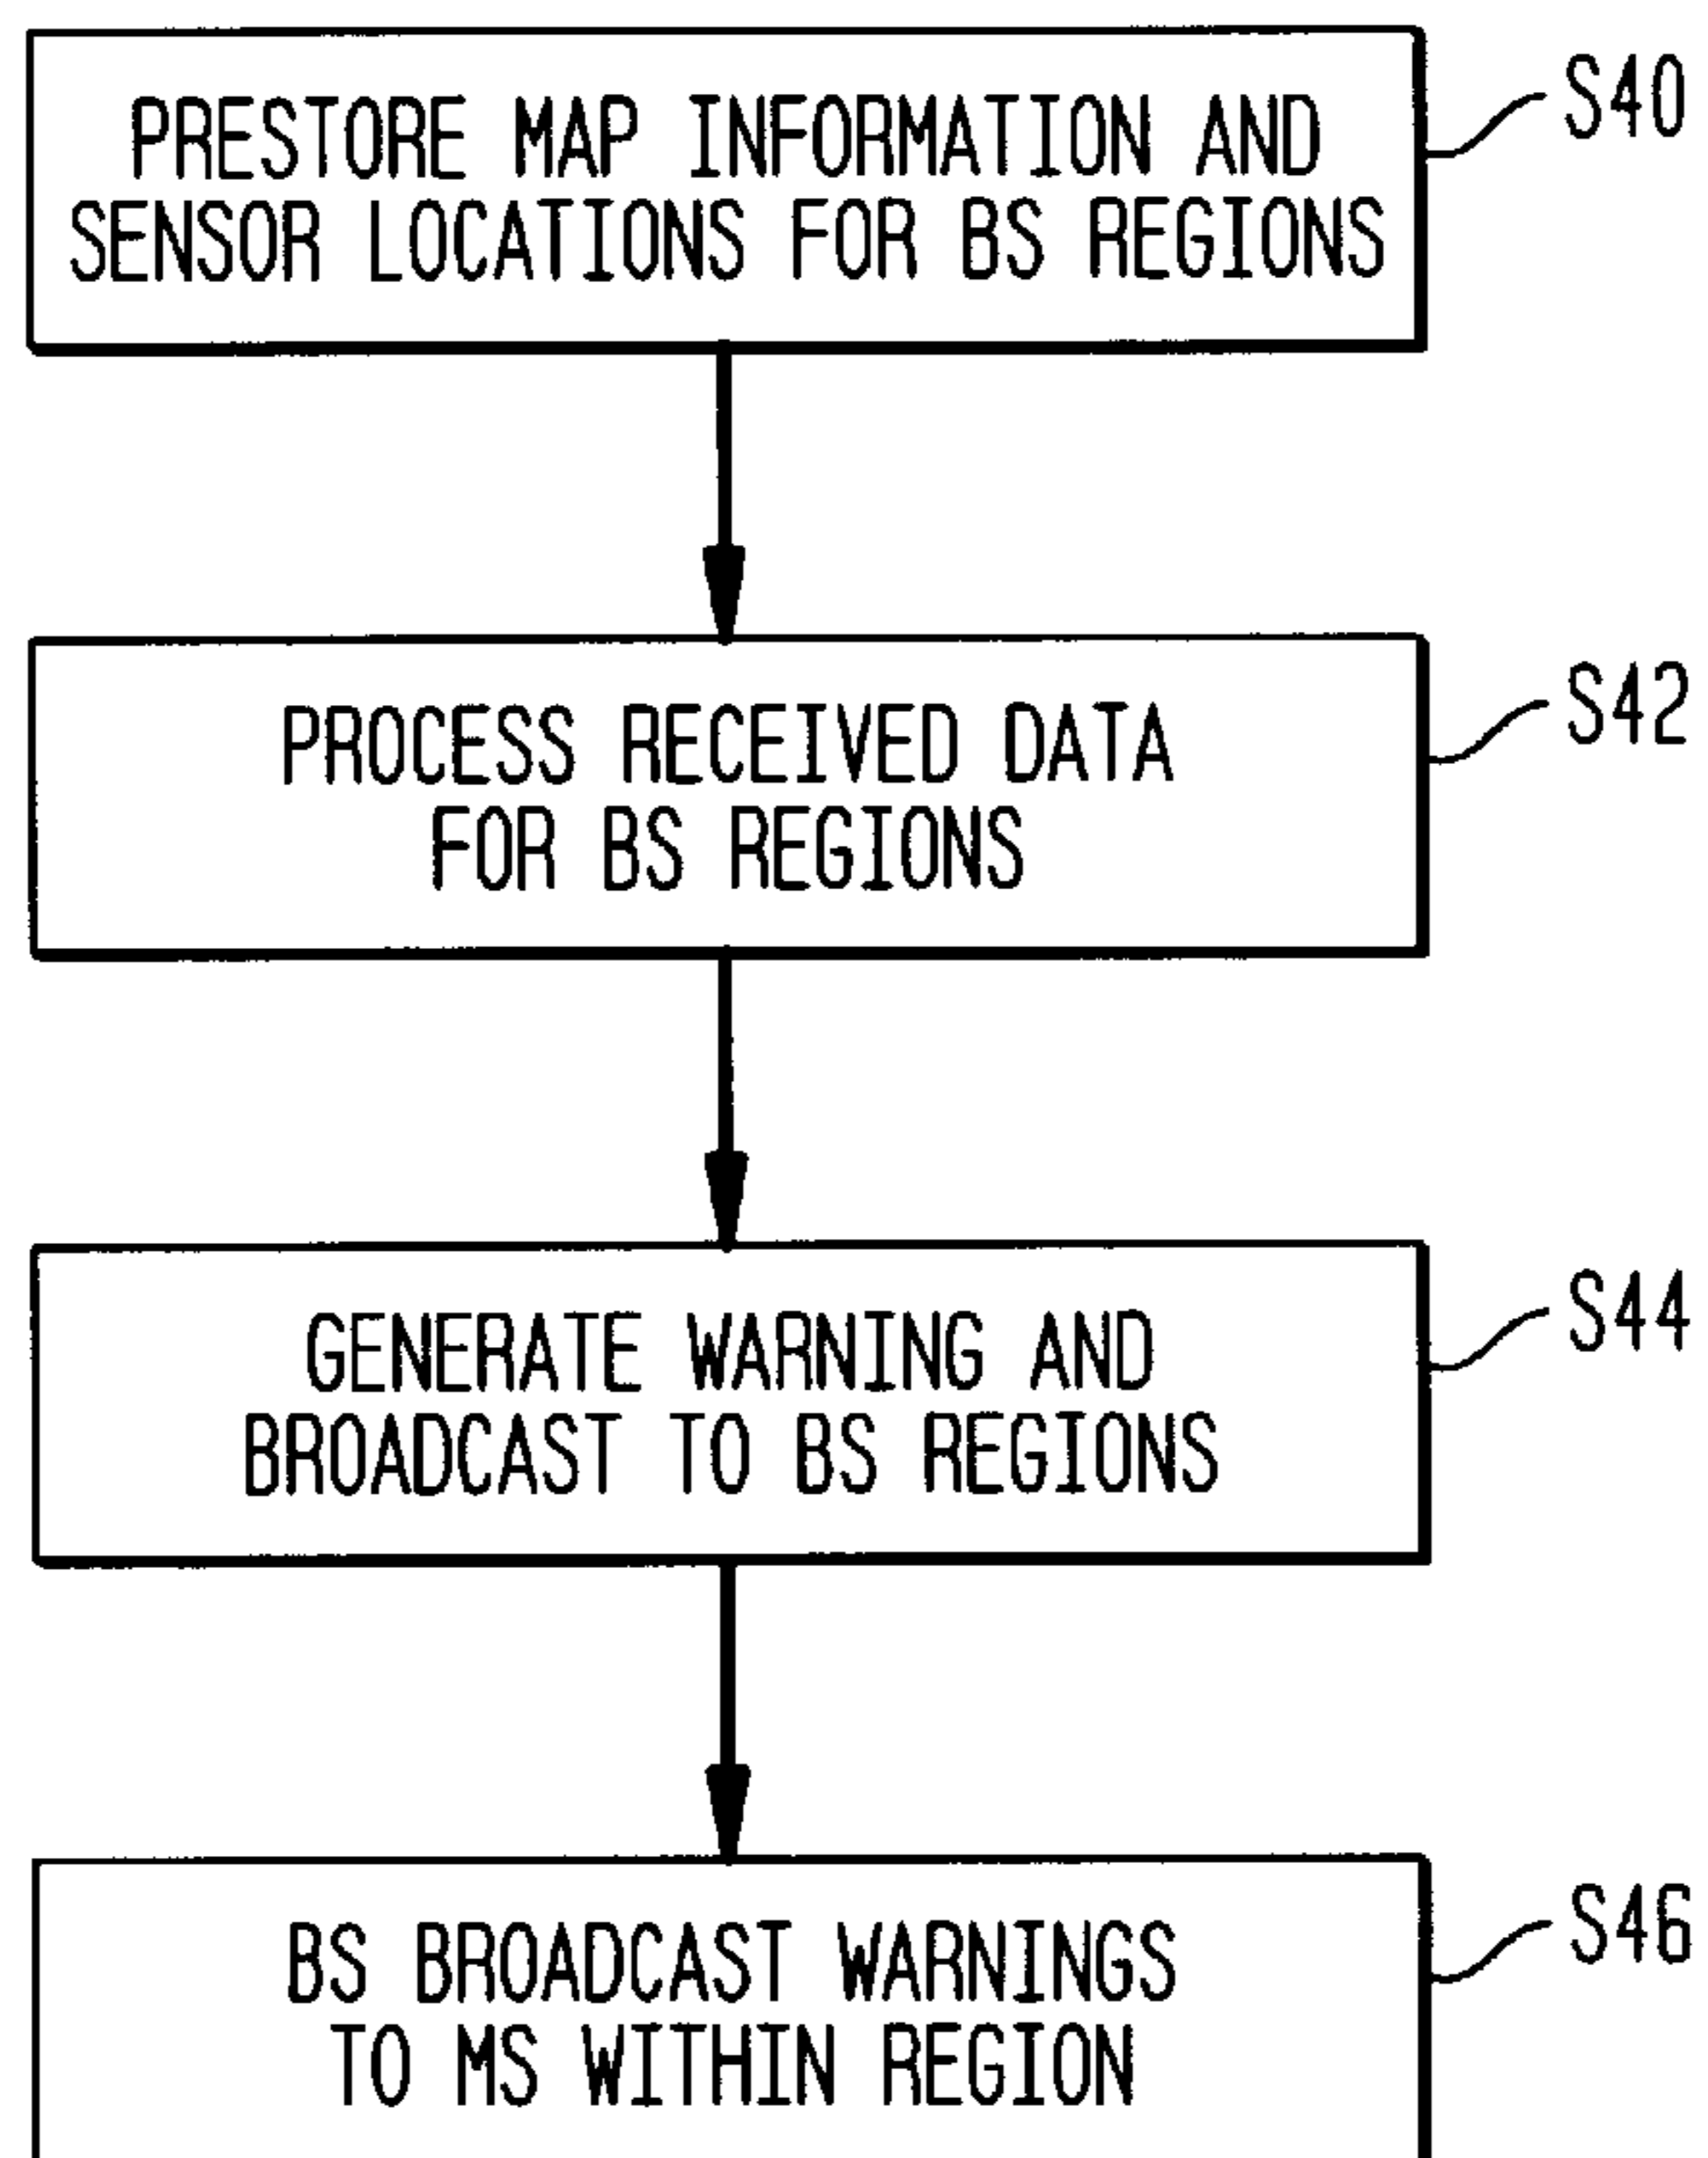 PRESTORE MAP INFORMATION AND
SENSOR LOCATIONS FOR BS REGIONS
S40
PROCESS RECEIVED DATA
FOR BS REGIONS
S42
GENERATE WARNING AND
BROADCAST TO BS REGIONS
S44
BS BROADCAST WARNINGS
TO MS WITHIN REGION
S46